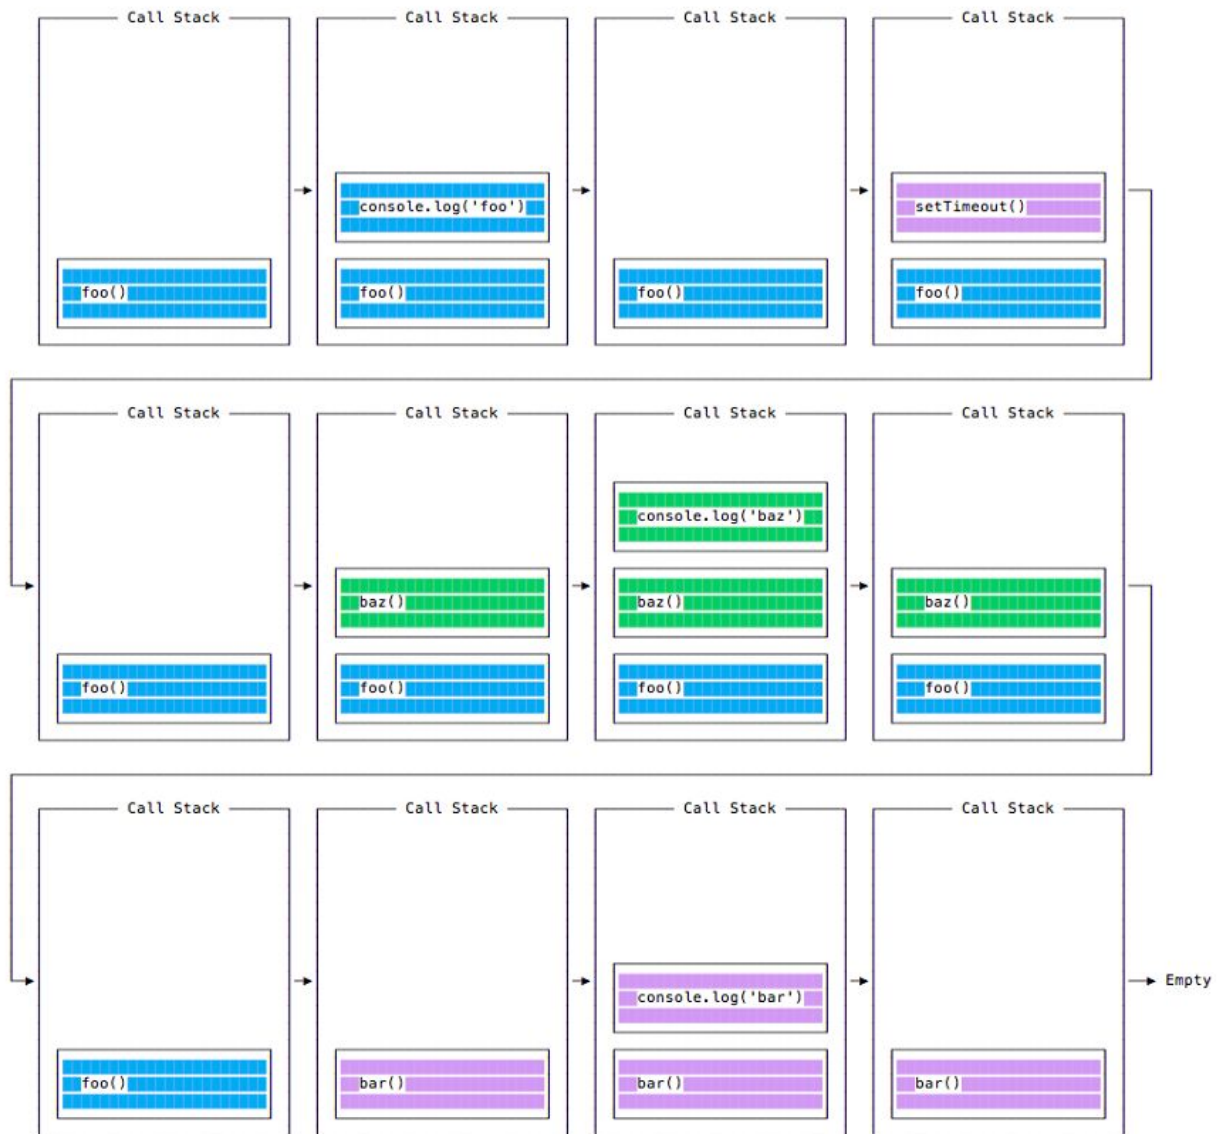 Call Stack Call Stack Call Stack Call Stack
console.log('foo') setTimeout()
foo() foo() foo() foo()
Call Stack Call Stack Call Stack Call Stack
console.log('baz')
baz() baz() baz()
foo() foo() foo() foo()
Call Stack Call Stack Call Stack Call Stack
Empty
console.log('bar')
foo() bar() bar() bar()